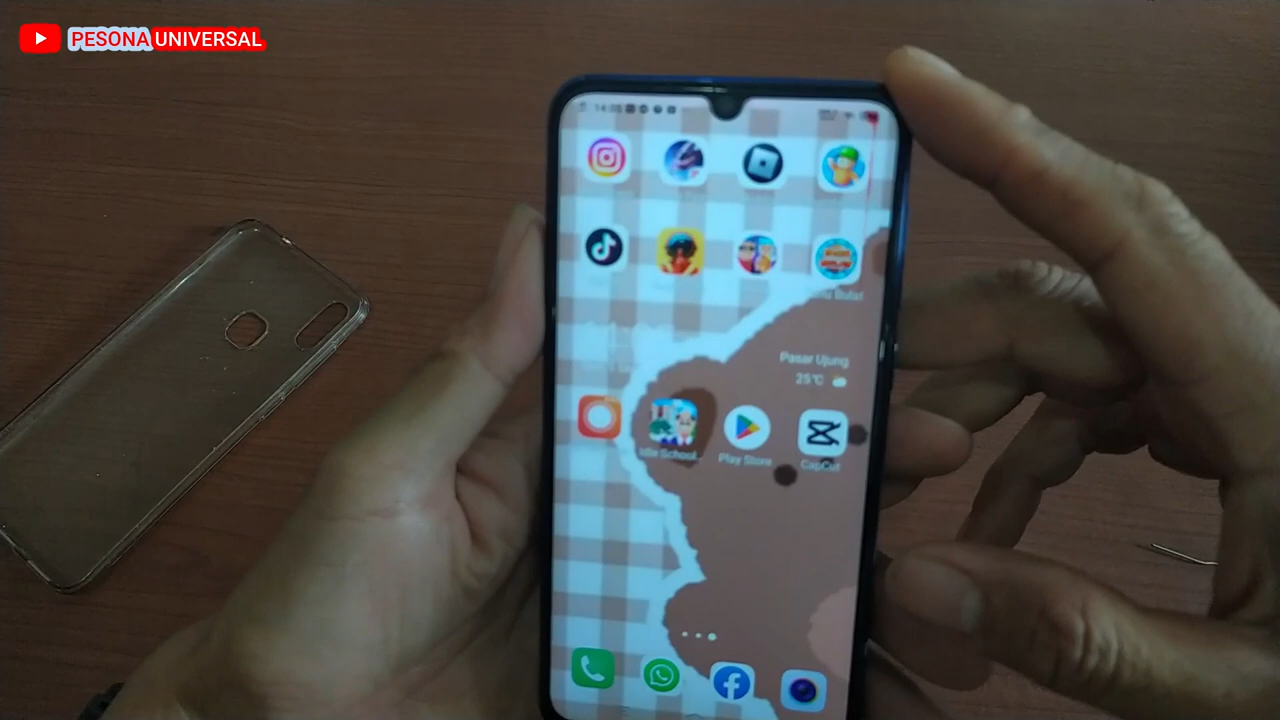 PESONA UNIVERSAL
Pasar Ujung
25°C
Idle School...
Play Store
CapCut